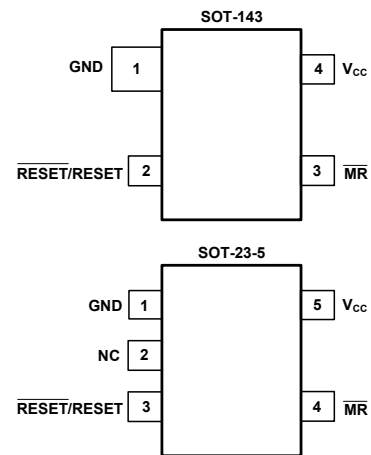 SOT-143
GND 1 4 VCC
RESET/RESET 2 3 MR
SOT-23-5
GND 1 5 VCC
NC 2
RESET/RESET 3 4 MR